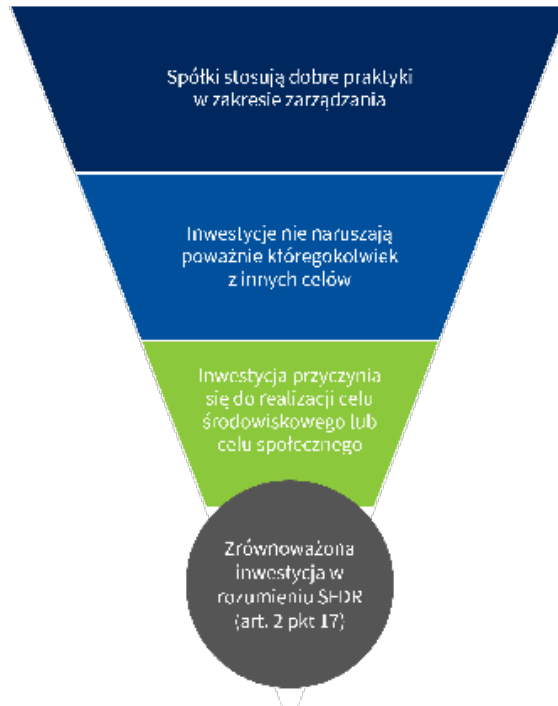 Spółki stosują dobre praktyki
w zakresie zarządzania
Inwestycje nie naruszają
poważnie któregokolwiek
z innych celów
Inwestycja przyczynia
się do realizacji celu
środowiskowego lub
celu społecznego
Zrównoważona
inwestycja w
rozumieniu SFDR
(art. 2 pkt 17)